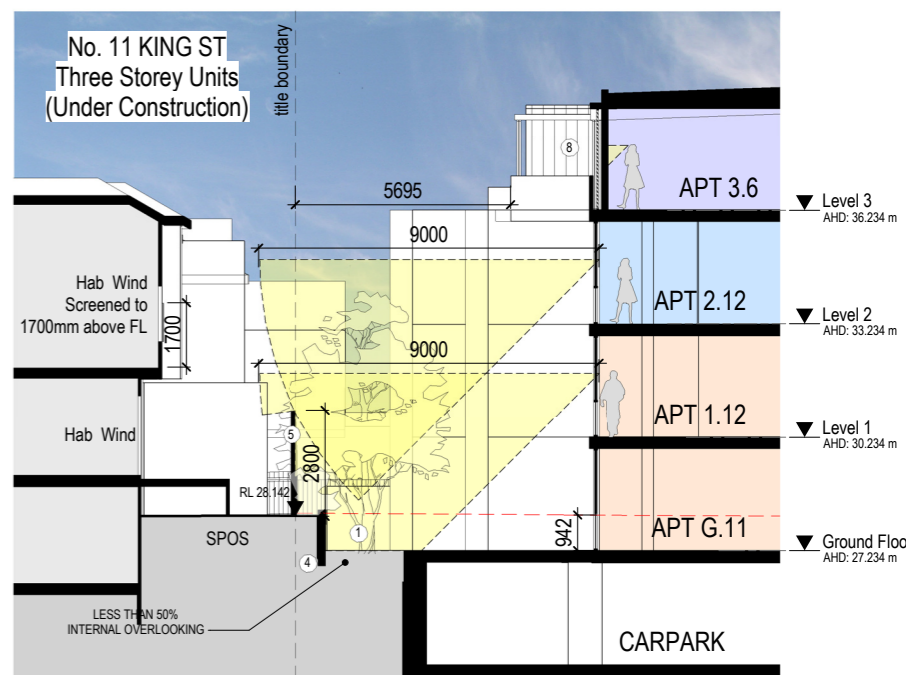 No. 11 KING ST
Three Storey Units
(Under Construction)
title boundary
8
5695
APT 3.6
Level 3
AHD: 36.234 m
9000
Hab Wind
Screened to
1700mm above FL
1700
APT 2.12
Level 2
AHD: 33.234 m
9000
APT 1.12
Level 1
AHD: 30.234 m
Hab Wind
5
2800
RL 28.142
SPOS
1
942
APT G.11
Ground Floo
AHD: 27.234 m
4
LESS THAN 50%
INTERNAL OVERLOOKING
CARPARK